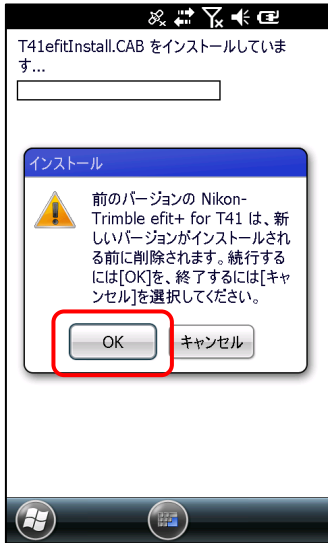 T41efitInstall.CAB をインストールしていま
す...
インストール
前のバージョンの Nikon-
Trimble efit+ for T41 は、新
しいバージョンがインストールされ
る前に削除されます。続行する
には[OK]を、終了するには[キャ
ンセル]を選択してください。
OK
キャンセル